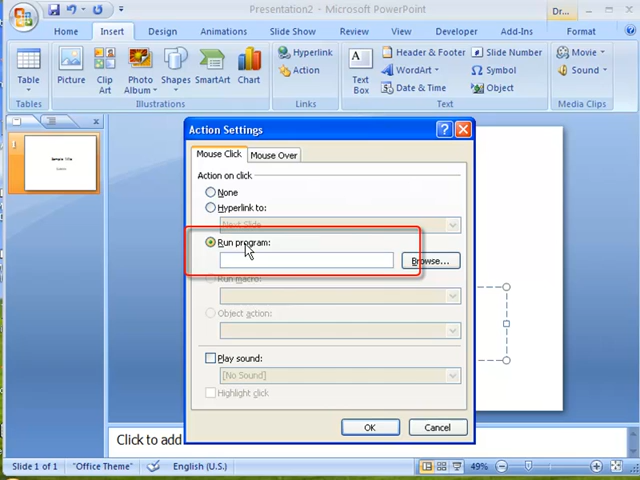 Presentation2 - Microsoft PowerPoint
Dr...
Home Insert Design Animations Slide Show Review View Developer Format
Table
Picture
Clip
Art
Photo
Album
Shapes
SmartArt
Chart
Hyperlink
Action
Text
Box
Header & Footer
WordArt
Date & Time
Slide Number
Symbol
Object
Movie
Sound
Tables Illustrations Links Text Media Clips
1
Action Settings
Mouse Click Mouse Over
Action on click
None
Hyperlink to:
Next Slide
Run program:
Browse...
Run macro:
Object action:
Play sound:
[No Sound]
Highlight click
OK Cancel
Click to add
Slide 1 of 1 "Office Theme" English (U.S.) 49%